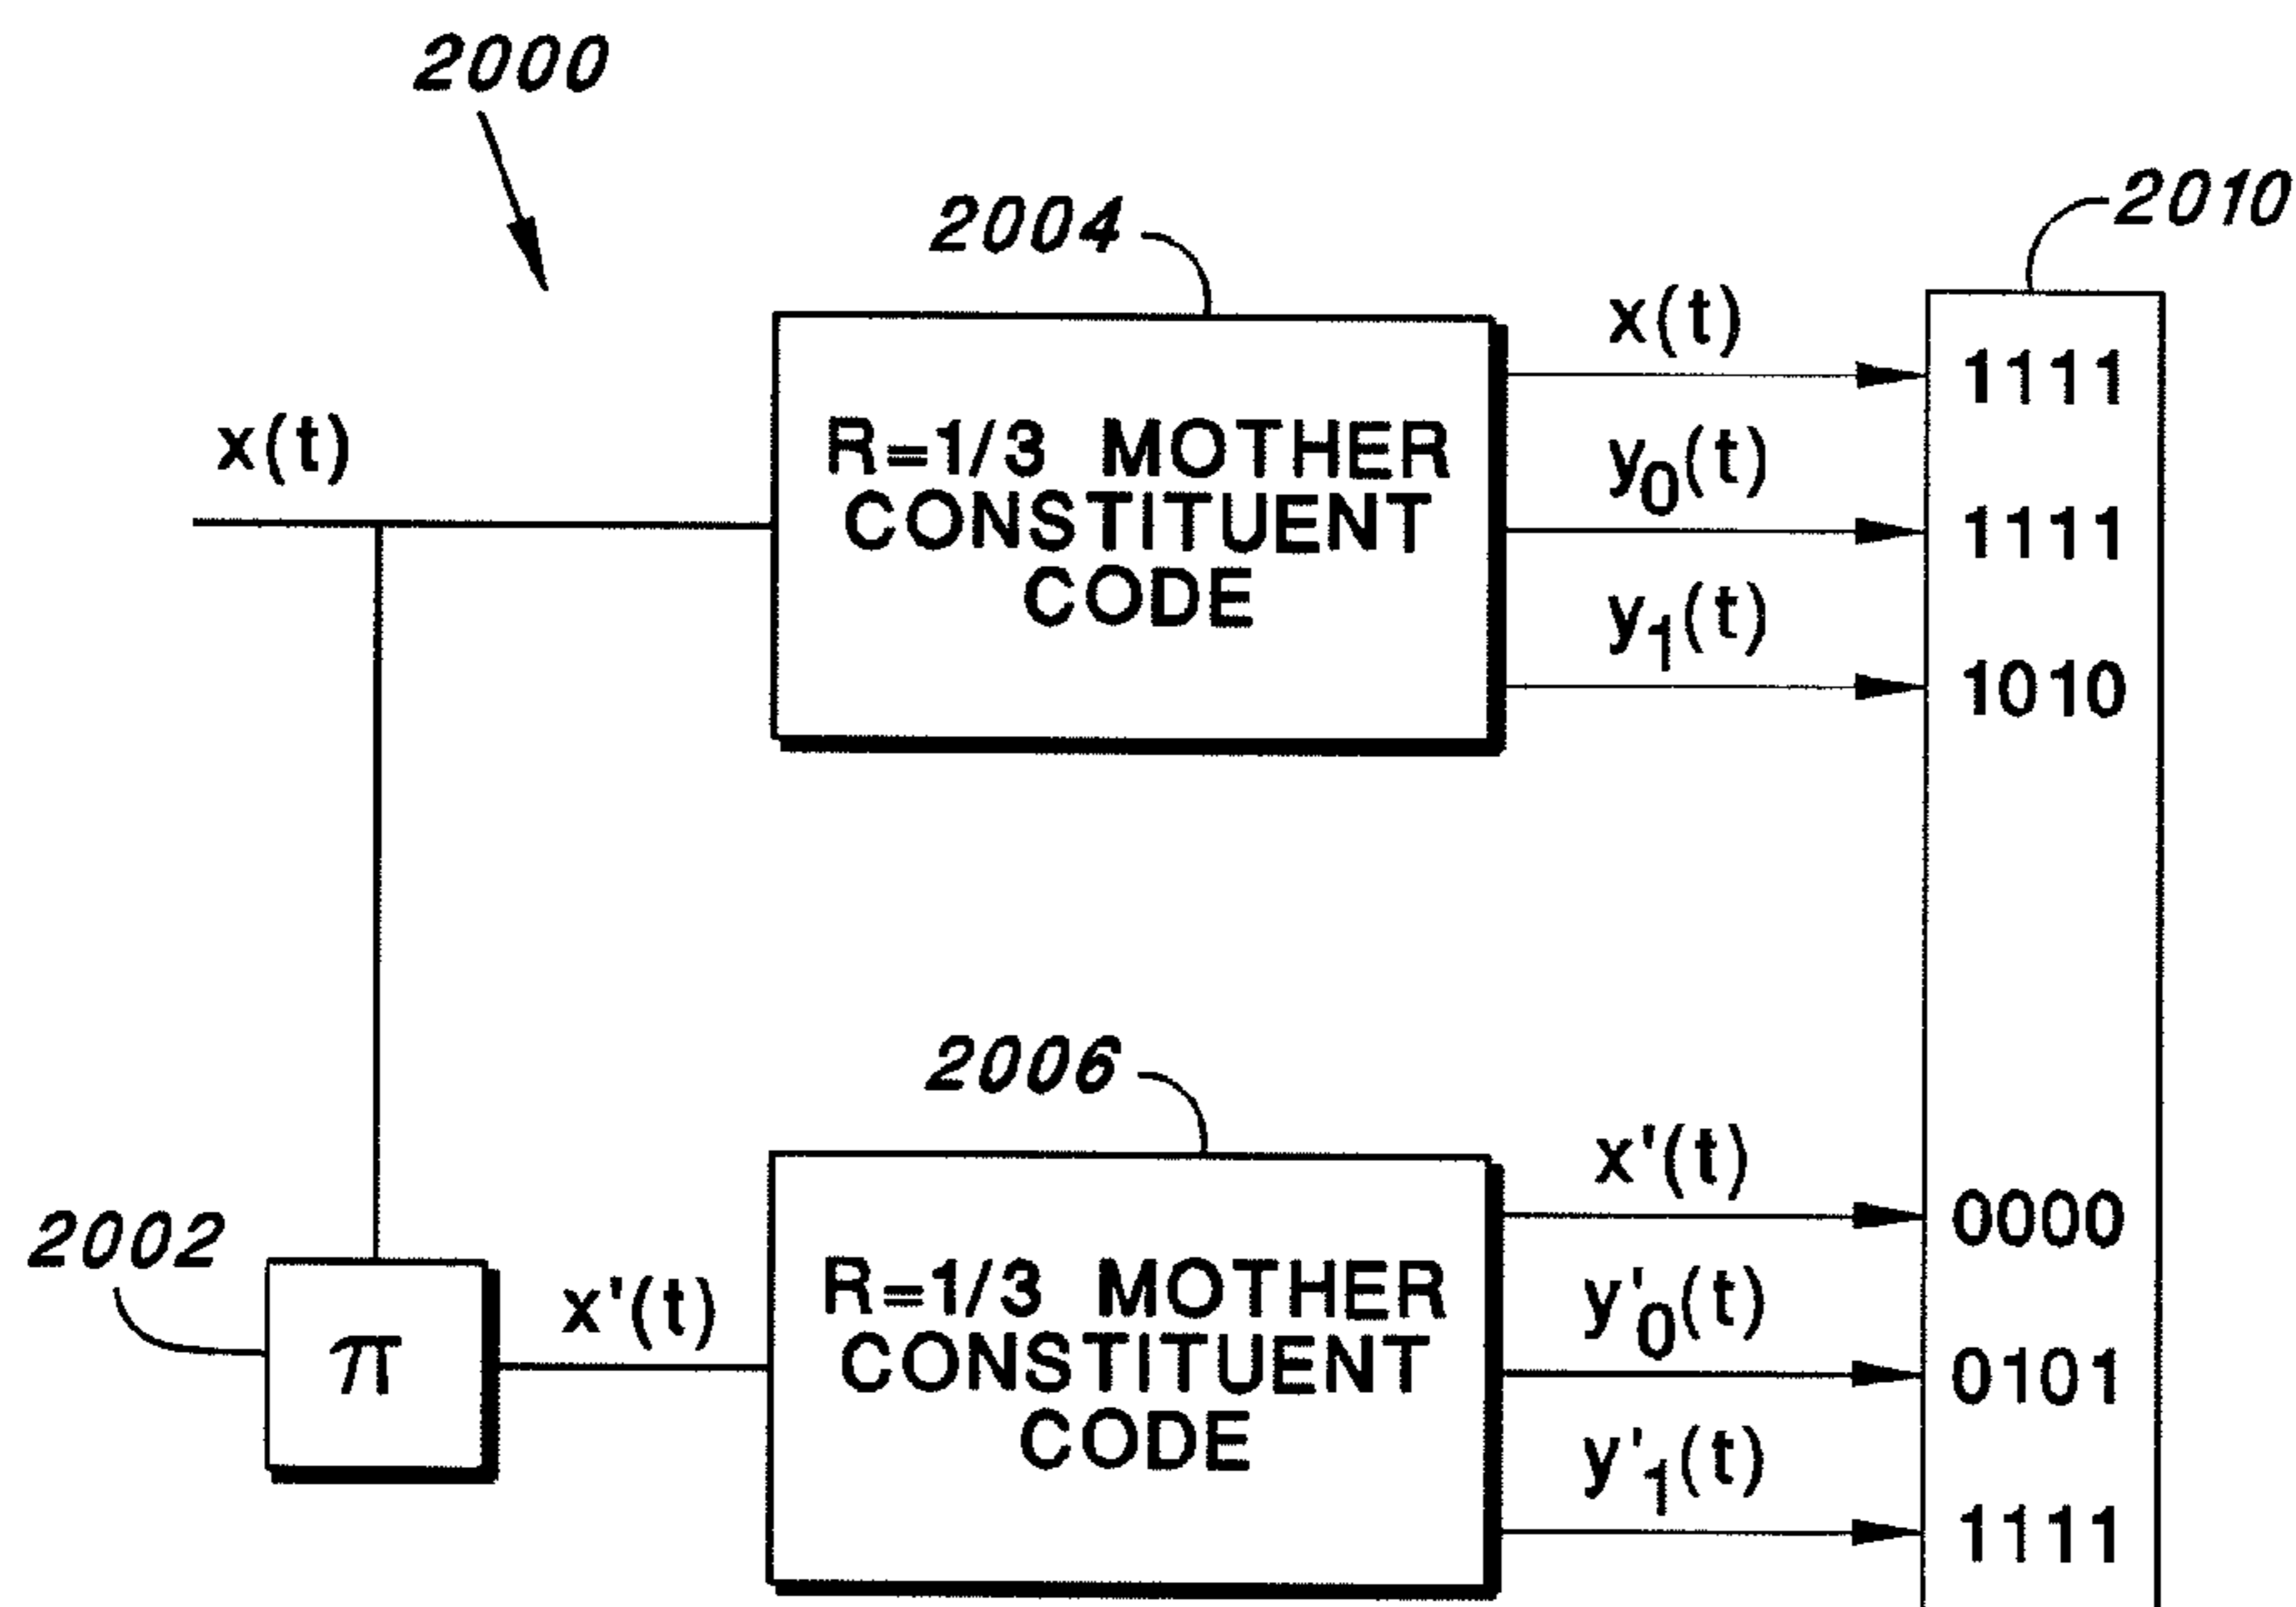 2000
2004
2010
x(t)
R=1/3 MOTHER
CONSTITUENT
CODE
x(t)
1111
y0(t)
1111
y1(t)
1010
2006
2002
π
x'(t)
R=1/3 MOTHER
CONSTITUENT
CODE
x'(t)
0000
y'0(t)
0101
y'1(t)
1111